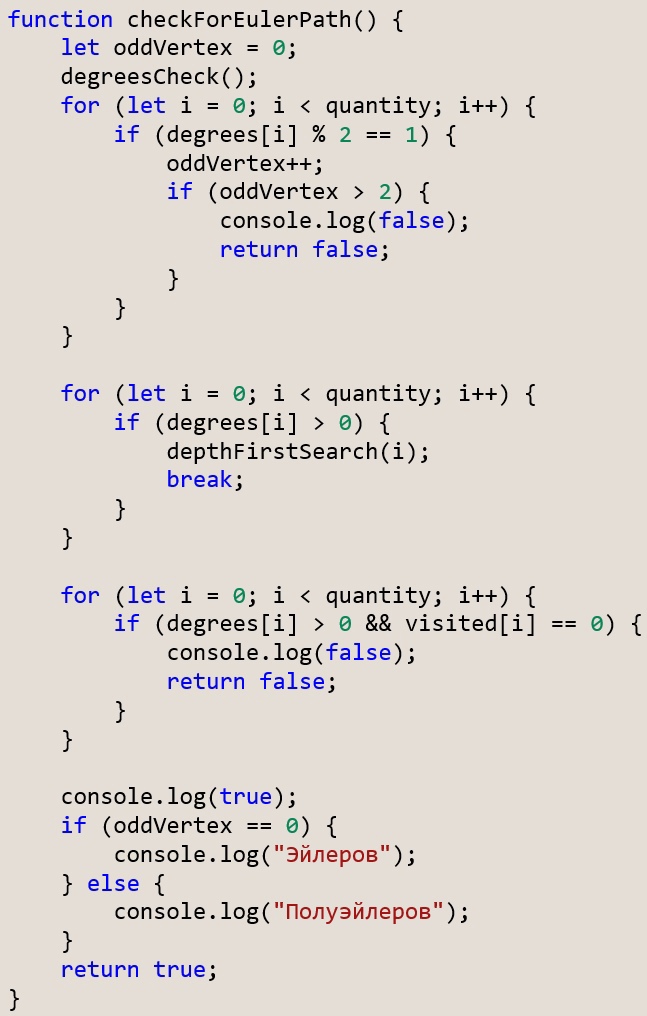 function checkForEulerPath() {
    let oddVertex = 0;
    degreesCheck();
    for (let i = 0; i < quantity; i++) {
        if (degrees[i] % 2 == 1) {
            oddVertex++;
            if (oddVertex > 2) {
                console.log(false);
                return false;
            }
        }
    }

    for (let i = 0; i < quantity; i++) {
        if (degrees[i] > 0) {
            depthFirstSearch(i);
            break;
        }
    }

    for (let i = 0; i < quantity; i++) {
        if (degrees[i] > 0 && visited[i] == 0) {
            console.log(false);
            return false;
        }
    }

    console.log(true);
    if (oddVertex == 0) {
        console.log("Эйлеров");
    } else {
        console.log("Полуэйлеров");
    }
    return true;
}